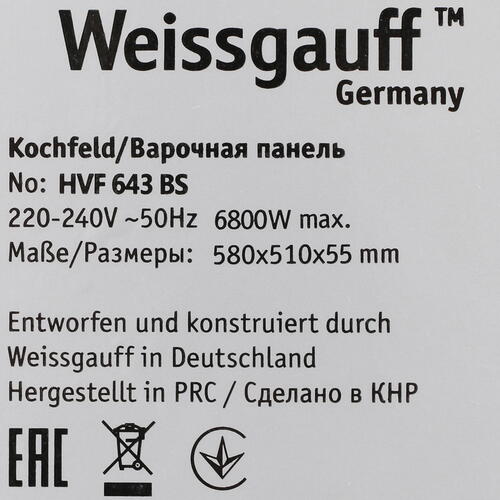 Weissgauff™
Germany
Kochfeld/Варочная панель
No: HVF 643 BS
220-240V ~50Hz 6800W max.
Maße/Размеры: 580x510x55 mm
Entworfen und konstruiert durch
Weissgauff in Deutschland
Hergestellt in PRC / Сделано в КНР
EAC